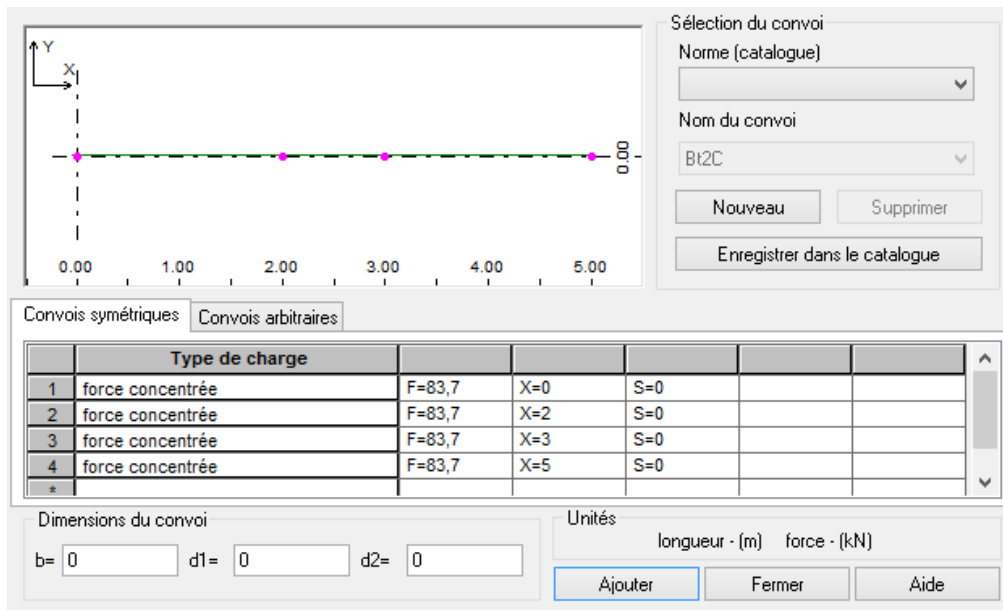 Y
X
0.00
0.00 1.00 2.00 3.00 4.00 5.00
Sélection du convoi
Norme (catalogue)
Nom du convoi
Bt2C
Nouveau Supprimer
Enregistrer dans le catalogue
Convois symétriques Convois arbitraires
Type de charge
1 force concentrée F=83,7 X=0 S=0
2 force concentrée F=83,7 X=2 S=0
3 force concentrée F=83,7 X=3 S=0
4 force concentrée F=83,7 X=5 S=0
*
Dimensions du convoi
b= 0 d1= 0 d2= 0
Unités
longueur - (m) force - (kN)
Ajouter Fermer Aide